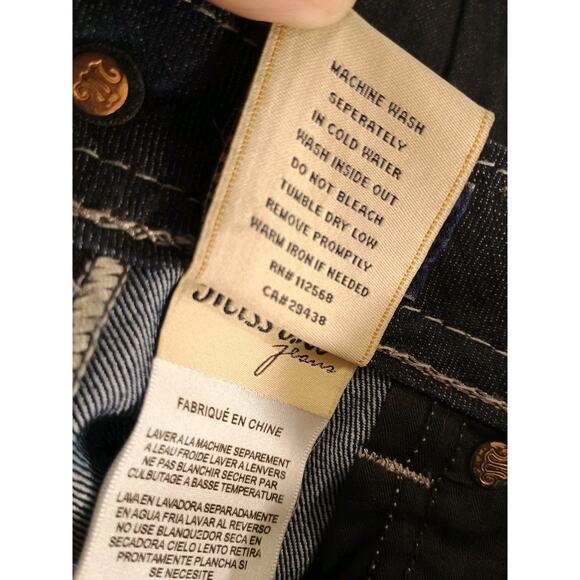 MACHINE WASH
SEPERATELY
IN COLD WATER
WASH INSIDE OUT
DO NOT BLEACH
TUMBLE DRY LOW
REMOVE PROMPTLY
WARM IRON IF NEEDED
RN# 112568
CA# 29438
jeans
FABRIQUÉ EN CHINE
LAVER A LA MACHINE SEPAREMENT
A LEAU FROIDE LAVER A LENVERS
NE PAS BLANCHIR SECHER PAR
CULBUTAGE A BASSE TEMPERATURE
LAVA EN LAVADORA SEPARADAMENTE
EN AGUA FRIA LAVAR AL REVERSO
NO USE BLANQUEDOR SECA EN
SECADORA CIELO LENTO RETIRA
PRONTAMENTE PLANCHA SI
SE NECESITE